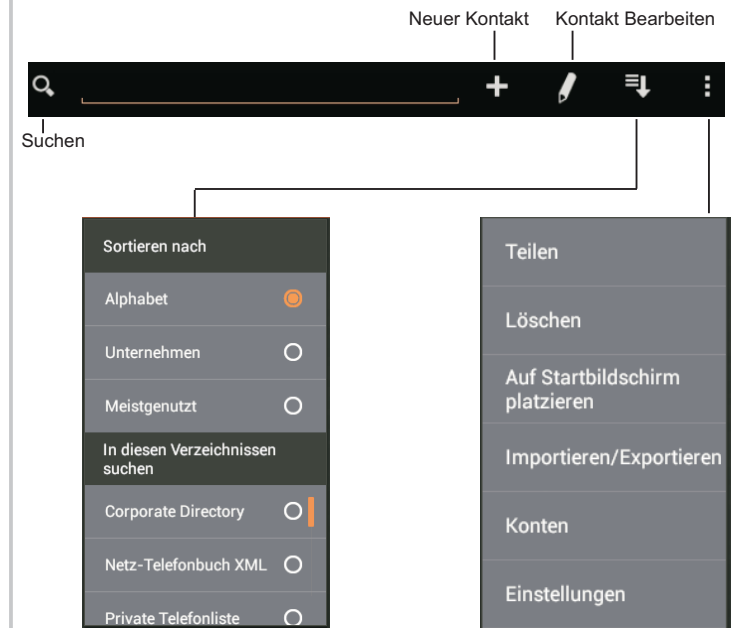 Neuer Kontakt
Kontakt Bearbeiten
Suchen
Sortieren nach
Alphabet
Unternehmen
Meistgenutzt
In diesen Verzeichnissen
suchen
Corporate Directory
Netz-Telefonbuch XML
Private Telefonliste
Teilen
Löschen
Auf Startbildschirm
platzieren
Importieren/Exportieren
Konten
Einstellungen